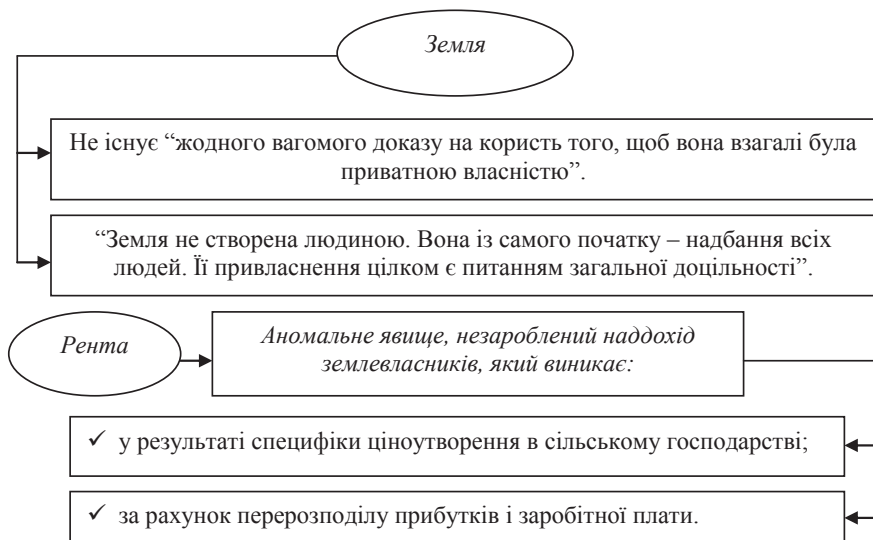 Земля
Не існує “жодного вагомого доказу на користь того, щоб вона взагалі була
приватною власністю”.
“Земля не створена людиною. Вона із самого початку – надбання всіх
людей. Її привласнення цілком є питанням загальної доцільності”.
Рента
Аномальне явище, незароблений наддохід
землевласників, який виникає:
✓ у результаті специфіки ціноутворення в сільському господарстві;
✓ за рахунок перерозподілу прибутків і заробітної плати.